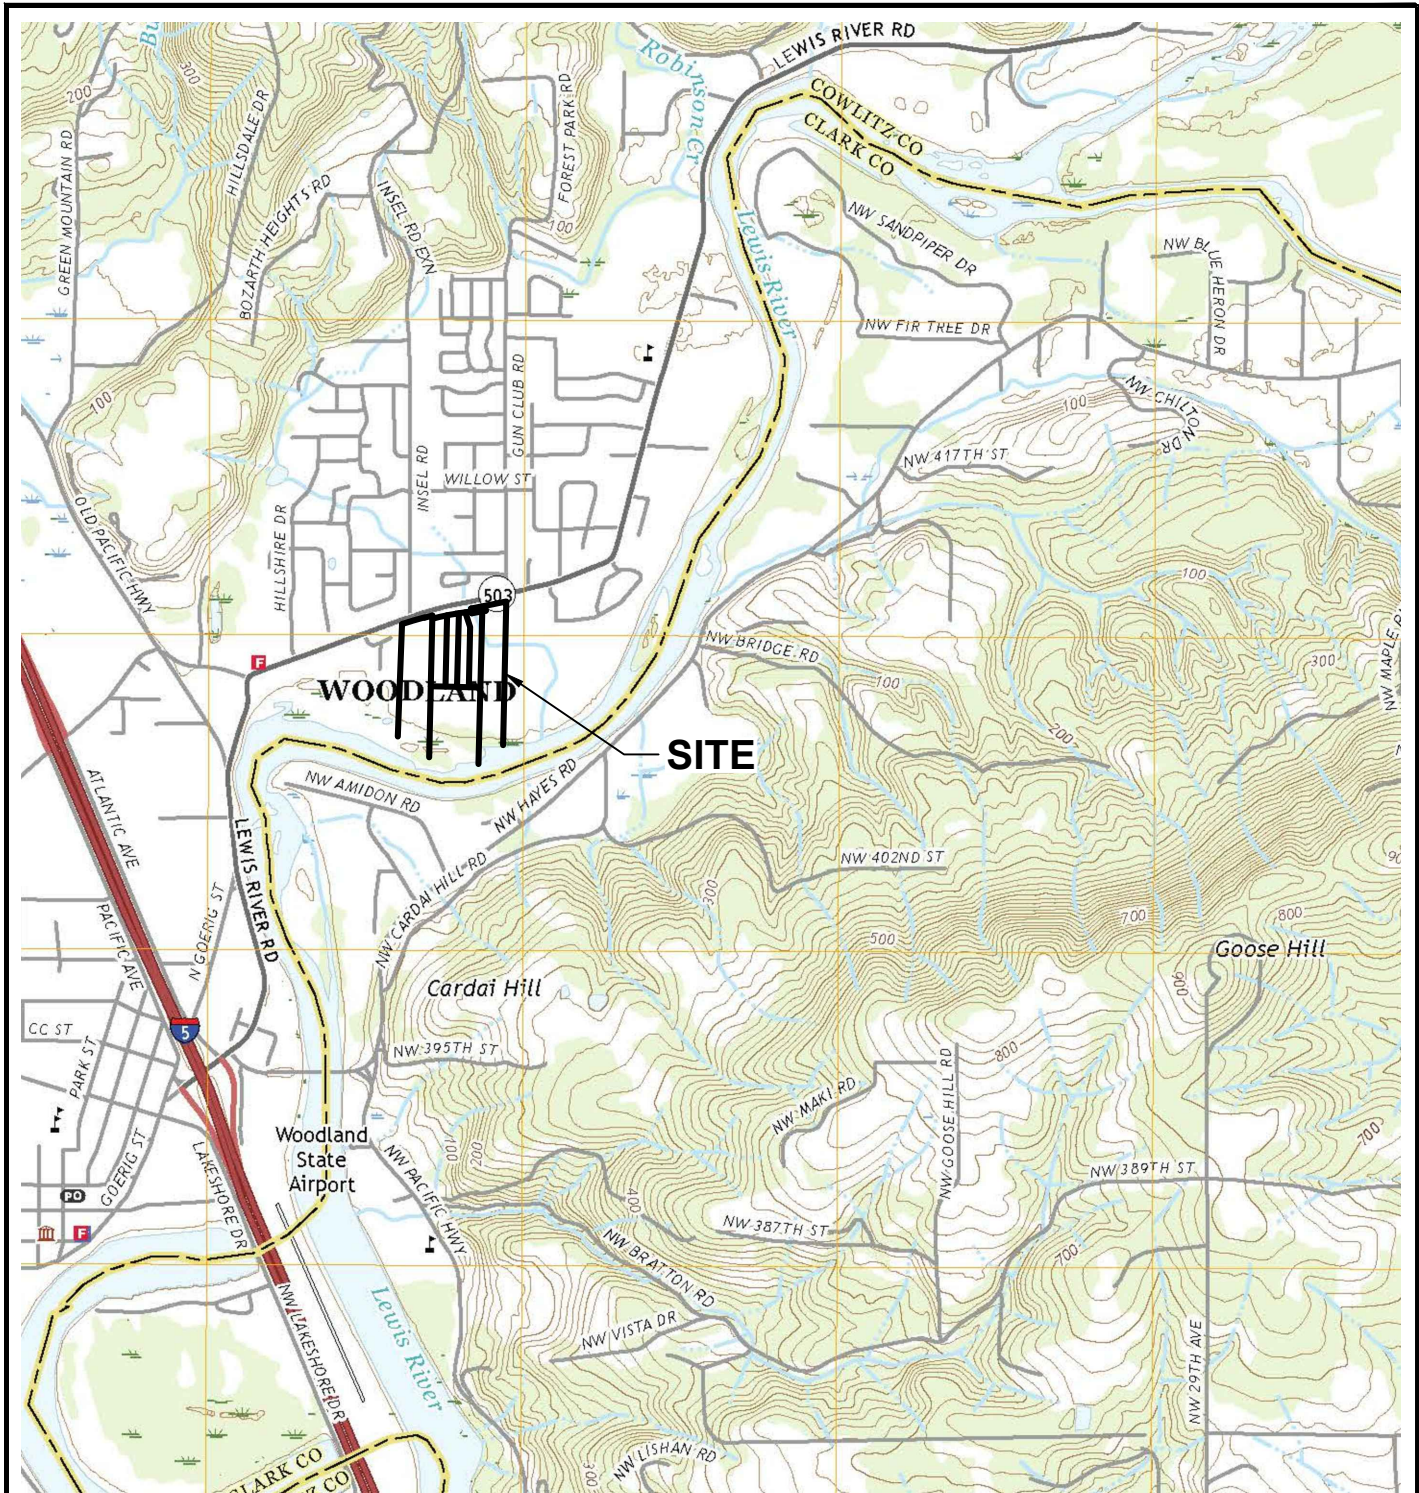 LEWIS RIVER RD
Bu
Robinson Cr
300
200
HILLSDALE DR
FOREST PARK RD
GREEN MOUNTAIN RD
COWLITZ CO
CLARK CO
BOZARTH HEIGHTS RD
INSEL RD EXN
100
Lewis River
NW SANDPIPER DR
NW BLUE HERON DR
NW FIR TREE DR
GUN CLUB RD
100
100
NW CHILTON DR
INSEL RD
WILLOW ST
NW 417TH ST
OLD PACIFIC HWY
HILLSHIRE DR
503
100
NW MAPLE R
F
NW BRIDGE RD
300
WOODLAND
100
200
SITE
NW AMIDON RD
NW HAYES RD
ATLANTIC AVE
LEWIS RIVER RD
NW 402ND ST
90
NW CARDAI HILL RD
300
PACIFIC AVE
N GOERIG ST
700
800
500
Goose Hill
Cardai Hill
900
CC ST
5
PARK ST
NW 395TH ST
800
NW MAKI RD
NW GOOSE HILL RD
Woodland
State
Airport
100
200
700
GOERIG ST
LAKESHORE DR
NW PACIFIC HWY
NW 389TH ST
PO
400
F
NW 387TH ST
NW BRATTON RD
700
NW LAKESHORE DR
Lewis River
NW VISTA DR
NW 29TH AVE
NW LISHAN RD
300
CLARK CO
Z CO